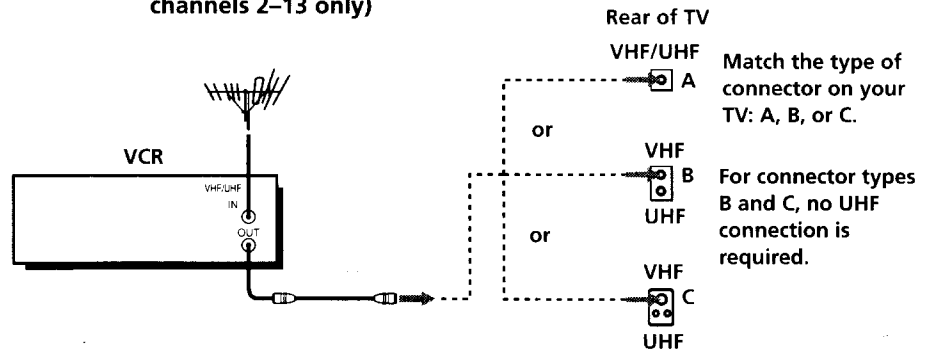 channels 2–13 only)
Rear of TV
VHF/UHF
A
Match the type of
connector on your
TV: A, B, or C.
or
VCR
VHF/UHF
IN
OUT
VHF
B
UHF
For connector types
B and C, no UHF
connection is
required.
or
VHF
C
UHF